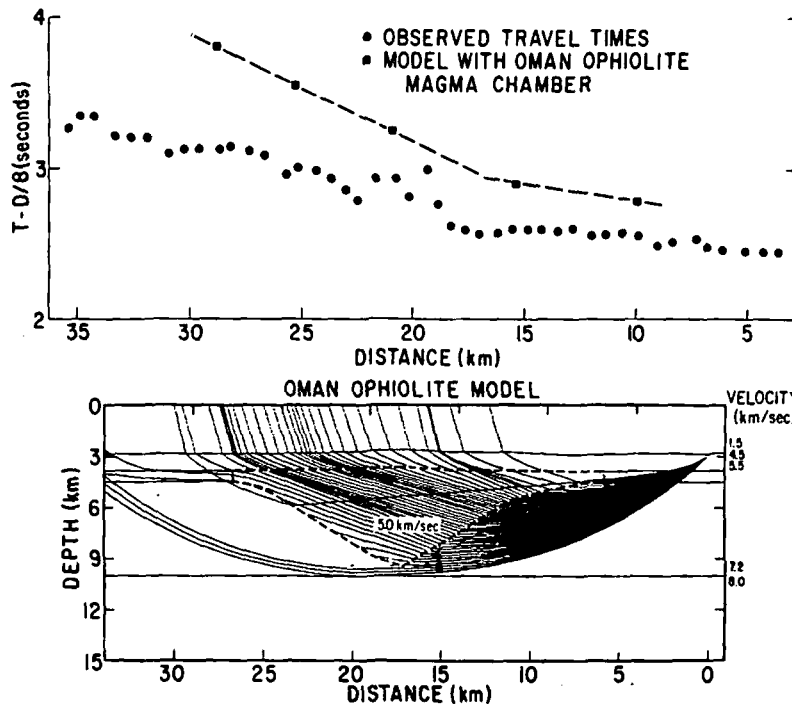 4
3
2
T-D/8 (seconds)
● OBSERVED TRAVEL TIMES
■ MODEL WITH OMAN OPHIOLITE
MAGMA CHAMBER
35 30 25 20 15 10 5
DISTANCE (km)
OMAN OPHIOLITE MODEL
VELOCITY
(km/sec)
0
3
6
9
12
15
DEPTH (km)
1.5
4.5
5.5
5.0 km/sec
7.2
8.0
30 25 20 15 10 5 0
DISTANCE (km)